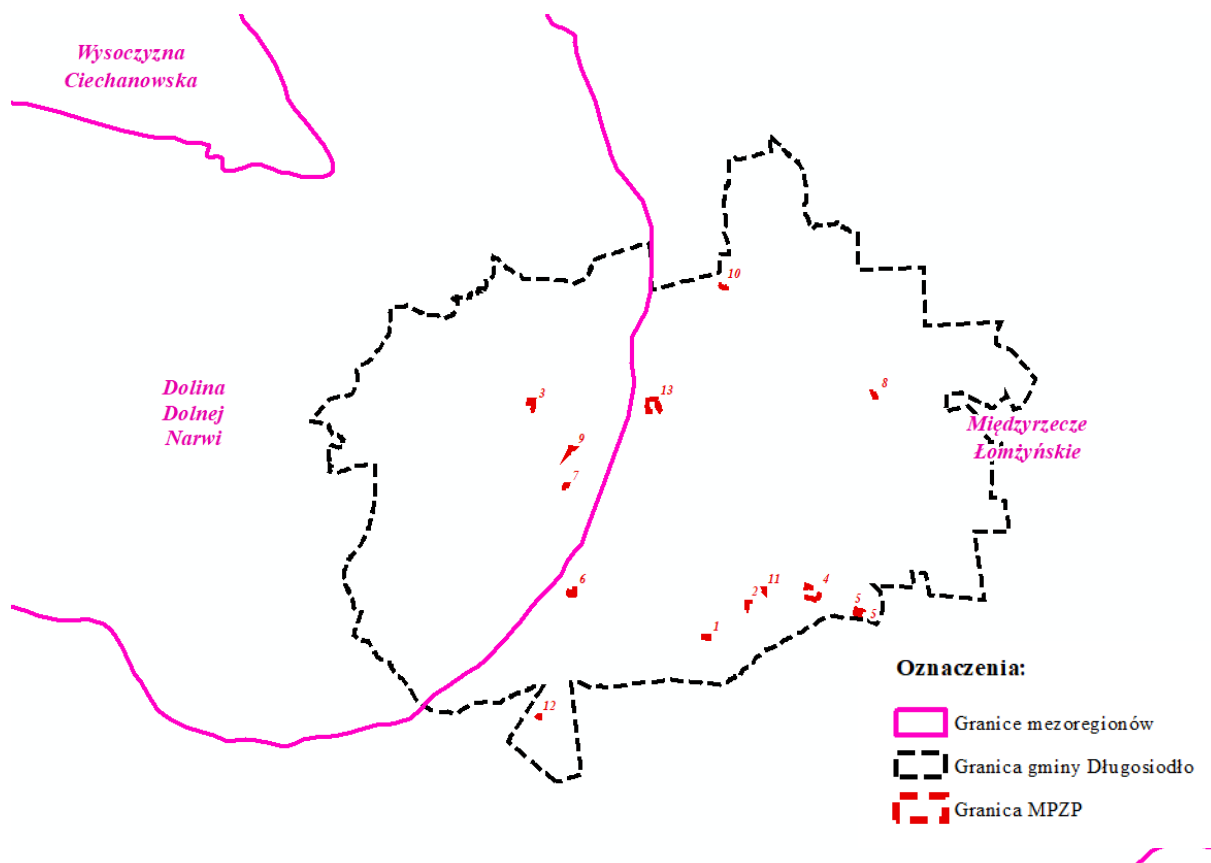 Wysoczyzna
Ciechanowska
10
Dolina
Dolnej
Narwi
3
13
8
Międzyrzecze
Łomżyńskie
9
7
6
2
11
4
5
5
1
12
Oznaczenia:
Granice mezoregionów
Granica gminy Długosiodło
Granica MPZP